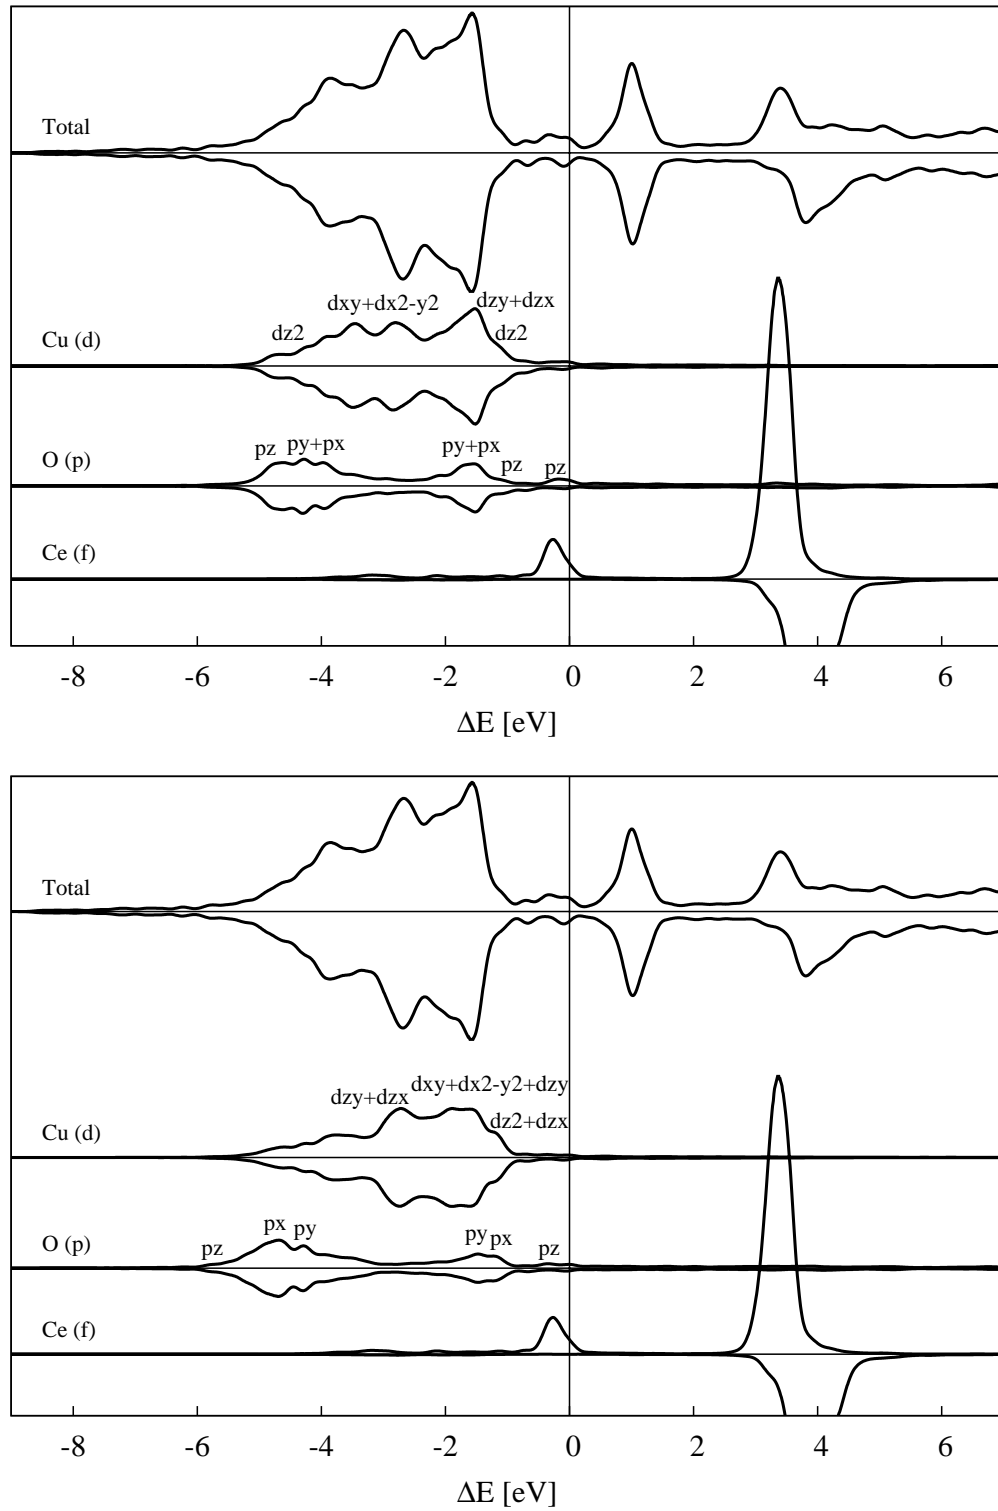 Total
dxy+dx2-y2 dzy+dzx
dz2 dz2
Cu (d)
pz py+px py+px pz pz
O (p)
Ce (f)
-8 -6 -4 -2 0 2 4 6
ΔE [eV]
Total
dzy+dzx dxy+dx2-y2+dzy
dz2+dzx
Cu (d)
pz px py py px pz
O (p)
Ce (f)
-8 -6 -4 -2 0 2 4 6
ΔE [eV]